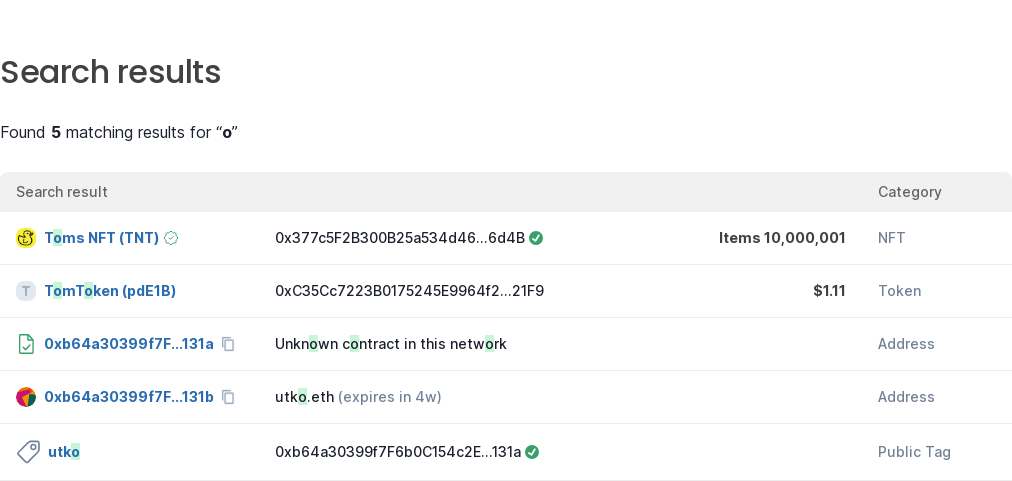 Search results
Found 5 matching results for “o”
Search result Category
Toms NFT (TNT) 0x377c5F2B300B25a534d46...6d4B Items 10,000,001 NFT
T TomToken (pdE1B) 0xC35Cc7223B0175245E9964f2...21F9 $1.11 Token
0xb64a30399f7F...131a Unknown contract in this network Address
0xb64a30399f7F...131b utko.eth (expires in 4w) Address
utko 0xb64a30399f7F6b0C154c2E...131a Public Tag